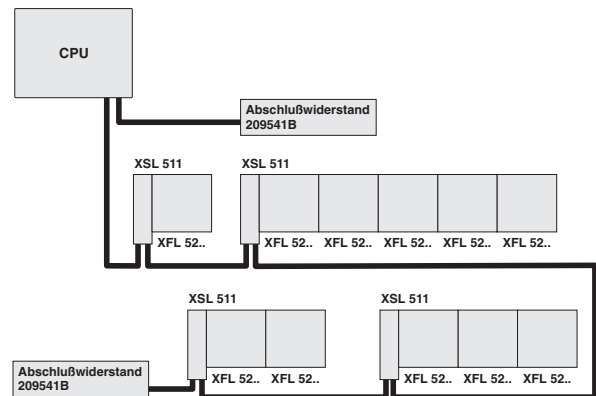 CPU
Abschlußwiderstand
209541B
XSL 511 XSL 511
XFL 52.. XFL 52.. XFL 52.. XFL 52.. XFL 52.. XFL 52..
XSL 511 XSL 511
Abschlußwiderstand
209541B
XFL 52.. XFL 52.. XFL 52.. XFL 52.. XFL 52..